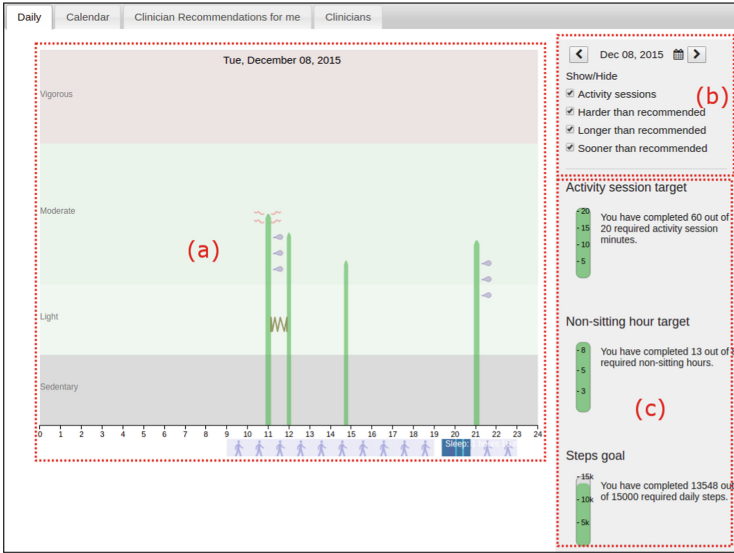 Daily Calendar Clinician Recommendations for me Clinicians
Tue, December 08, 2015
Vigorous
Moderate
Light
Sedentary
(a)
0 1 2 3 4 5 6 7 8 9 10 11 12 13 14 15 16 17 18 19 20 21 22 23 24
Sleep:
Dec 08, 2015
Show/Hide
Activity sessions
(b)
Harder than recommended
Longer than recommended
Sooner than recommended
Activity session target
20
15
10
5
You have completed 60 out of
20 required activity session
minutes.
Non-sitting hour target
8
5
3
You have completed 13 out of 8
required non-sitting hours.
(c)
Steps goal
15k
10k
5k
You have completed 13548 out
of 15000 required daily steps.